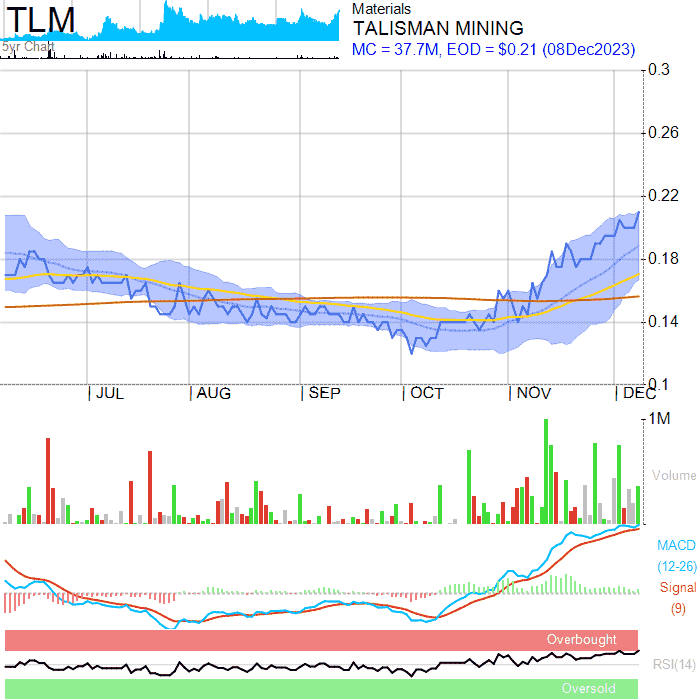 TLM
5yr Chart
Materials
TALISMAN MINING
MC = 37.7M, EOD = $0.21 (08Dec2023)
0.3
0.26
0.22
0.18
0.14
0.1
JUL AUG SEP OCT NOV DEC
1M
Volume
MACD
(12-26)
Signal
(9)
Overbought
RSI(14)
Oversold